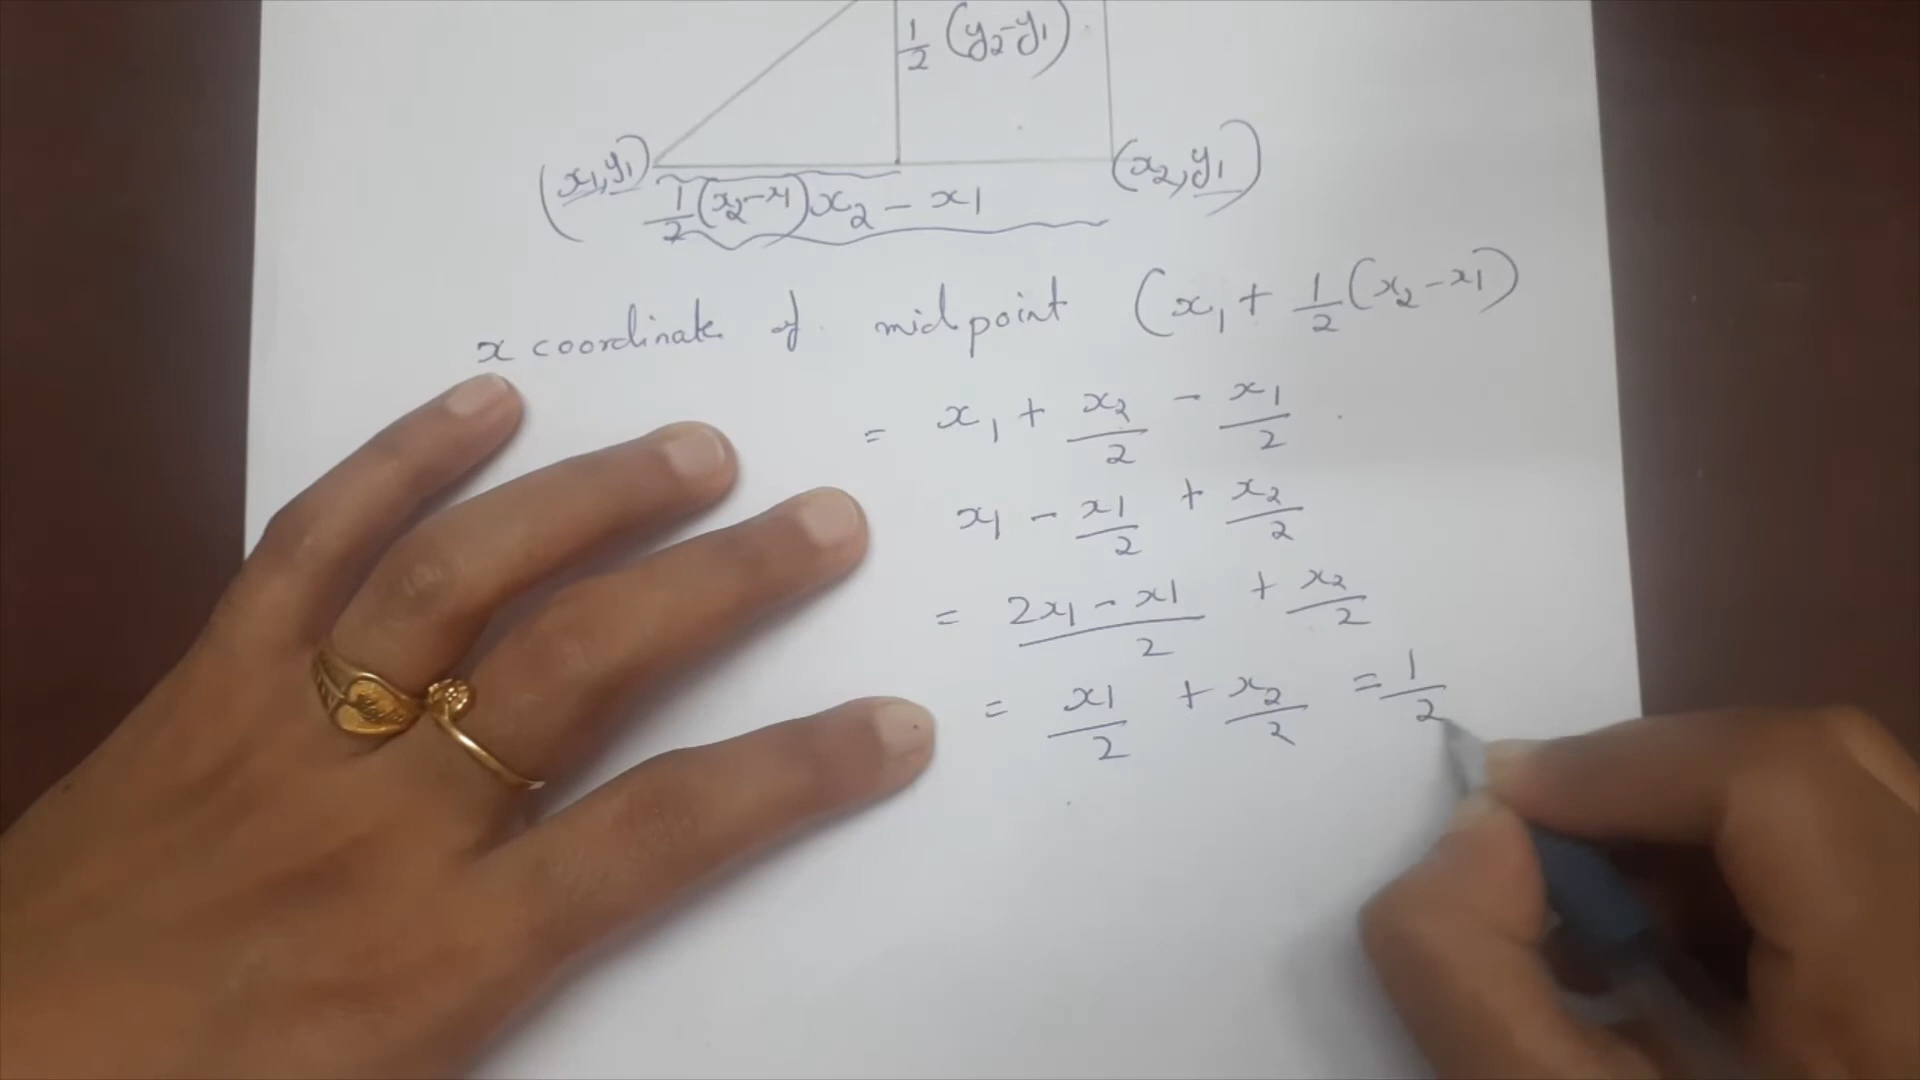 1/2 (y2-y1)
(x1,y1) (x2,y1)
1/2(x2-x1) x2 - x1
x coordinate of midpoint (x1 + 1/2(x2-x1)
= x1 + x2/2 - x1/2
x1 - x1/2 + x2/2
= (2x1 - x1)/2 + x2/2
= x1/2 + x2/2 = 1/2